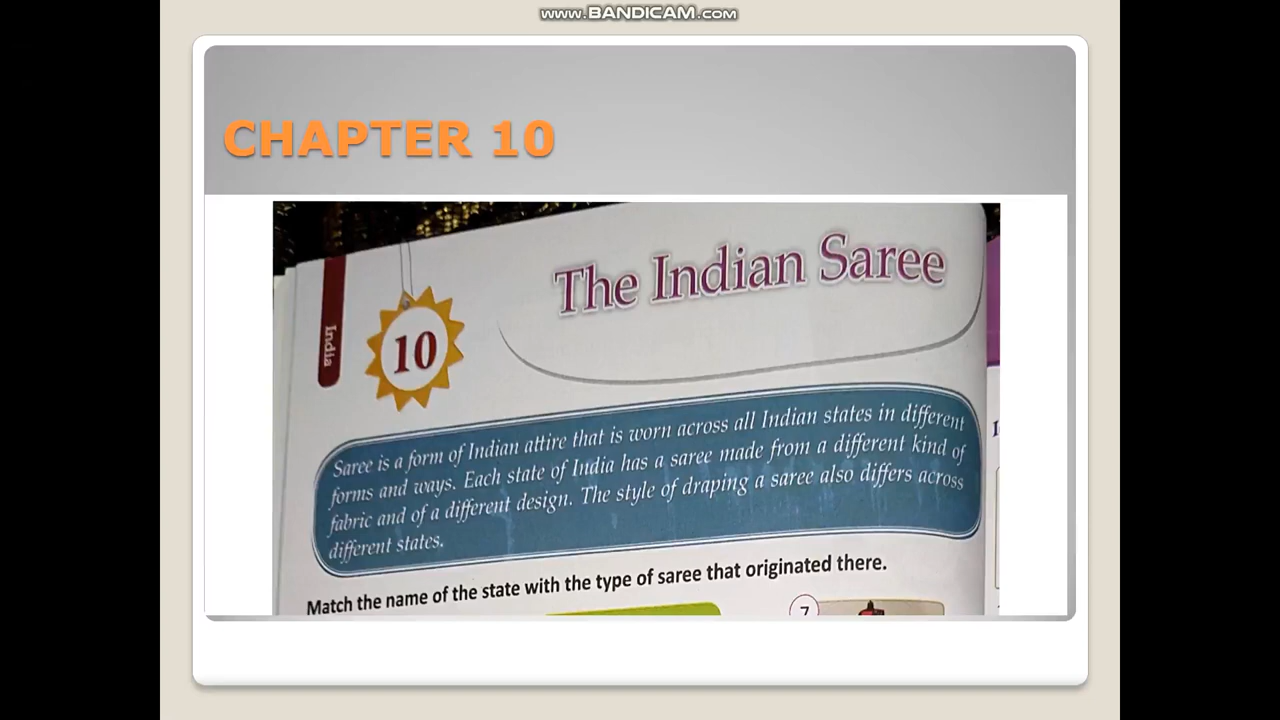 www.BANDICAM.com
CHAPTER 10
The Indian Saree
India
10
Saree is a form of Indian attire that is worn across all Indian states in different
forms and ways. Each state of India has a saree made from a different kind of
fabric and of a different design. The style of draping a saree also differs across
different states.
Match the name of the state with the type of saree that originated there.
7